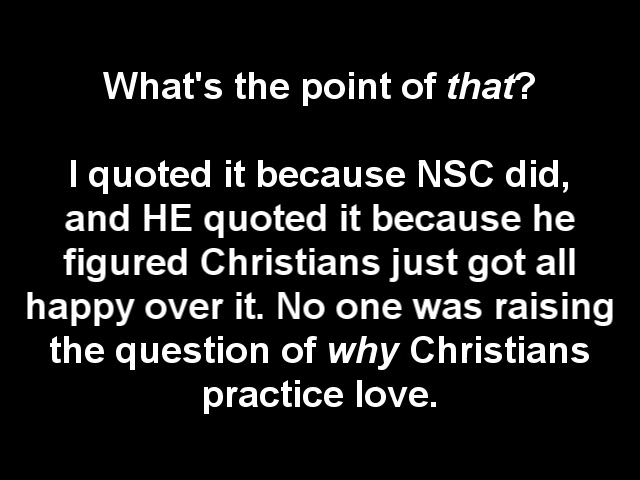 What's the point of that?
I quoted it because NSC did,
and HE quoted it because he
figured Christians just got all
happy over it. No one was raising
the question of why Christians
practice love.